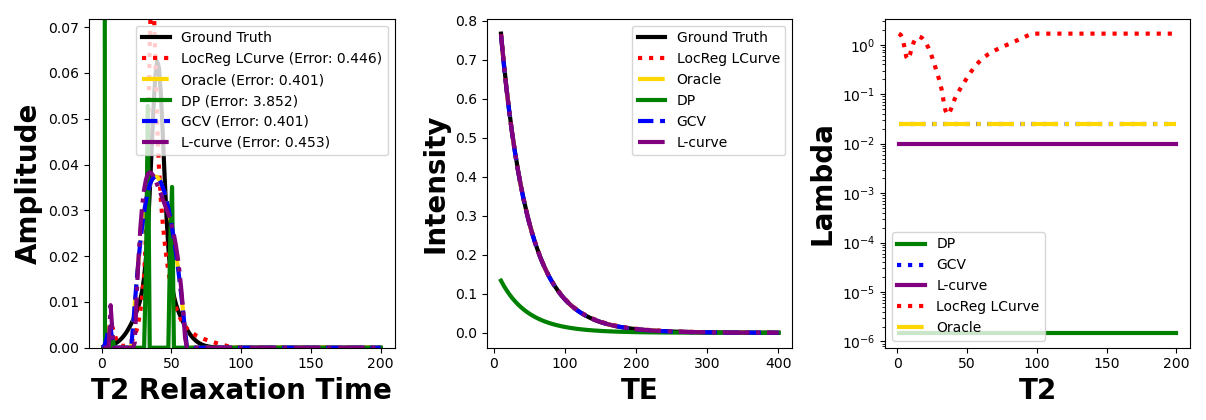 Amplitude
0.07
0.06
0.05
0.04
0.03
0.02
0.01
0.00
Ground Truth
LocReg LCurve (Error: 0.446)
Oracle (Error: 0.401)
DP (Error: 3.852)
GCV (Error: 0.401)
L-curve (Error: 0.453)
0 50 100 150 200
T2 Relaxation Time
Intensity
0.8
0.7
0.6
0.5
0.4
0.3
0.2
0.1
0.0
Ground Truth
LocReg LCurve
Oracle
DP
GCV
L-curve
0 100 200 300 400
TE
Lambda
10⁰
10⁻¹
10⁻²
10⁻³
10⁻⁴
10⁻⁵
10⁻⁶
DP
GCV
L-curve
LocReg LCurve
Oracle
0 50 100 150 200
T2